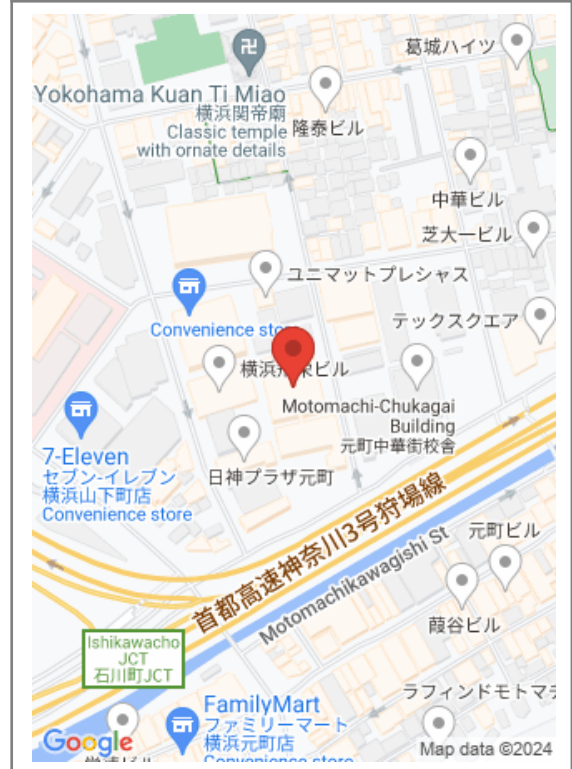 葛城ハイツ
Yokohama Kuan Ti Miao
横浜関帝廟
Classic temple
with ornate details
隆泰ビル
中華ビル
芝大一ビル
ユニマットプレシャス
Convenience store
テックスクエア
横浜
ビル
Motomachi-Chukagai
Building
元町中華街校舎
7-Eleven
セブン-イレブン
横浜山下町店
Convenience store
日神プラザ元町
首都高速神奈川3号狩場線
Motomachikawagishi St
元町ビル
葭谷ビル
Ishikawacho
JCT
石川町JCT
ラフィンドモトマチ
FamilyMart
ファミリーマート
横浜元町店
Convenience store
Google
Map data ©2024